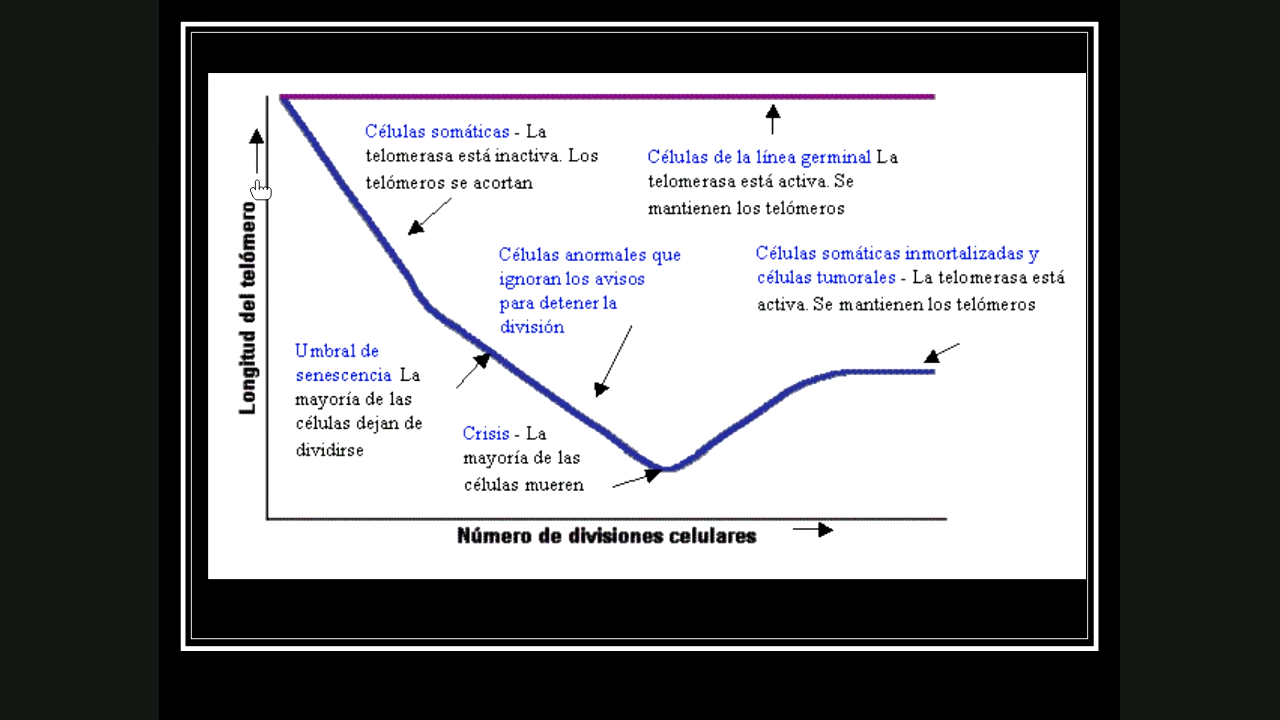 Células somáticas - La
telomerasa está inactiva. Los
telómeros se acortan
Células de la línea germinal La
telomerasa está activa. Se
mantienen los telómeros
Células anormales que
ignoran los avisos
para detener la
división
Células somáticas inmortalizadas y
células tumorales - La telomerasa está
activa. Se mantienen los telómeros
Longitud del telómero
Umbral de
senescencia La
mayoría de las
células dejan de
dividirse
Crisis - La
mayoría de las
células mueren
Número de divisiones celulares